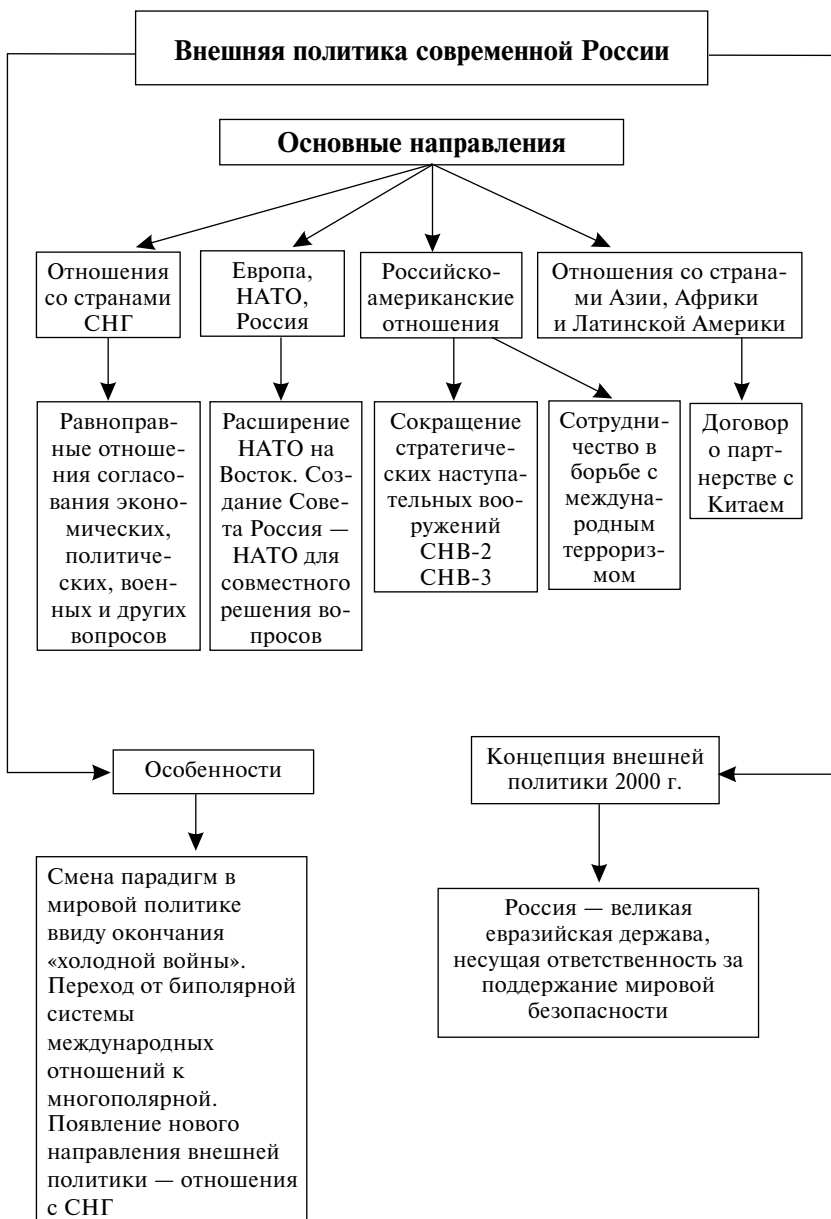 Внешняя политика современной России
Основные направления
Отношения
со странами
СНГ
Европа,
НАТО,
Россия
Российско-
американские
отношения
Отношения со страна-
ми Азии, Африки
и Латинской Америки
Равноправ-
ные отноше-
ния согласо-
вания эконо-
мических,
политиче-
ских, воен-
ных и других
вопросов
Расширение
НАТО на
Восток. Соз-
дание Сове-
та Россия —
НАТО для
совместного
решения во-
просов
Сокращение
стратегиче-
ских наступа-
тельных воо-
ружений
СНВ-2
СНВ-3
Сотрудни-
чество в
борьбе с
междуна-
родным
террориз-
мом
Договор
о парт-
нерстве с
Китаем
Особенности
Концепция внешней
политики 2000 г.
Смена парадигм в
мировой политике
ввиду окончания
«холодной войны».
Переход от биполярной
системы
международных
отношений к
многополярной.
Появление нового
направления внешней
политики — отношения
с СНГ
Россия — великая
евразийская держава,
несущая ответственность за
поддержание мировой
безопасности